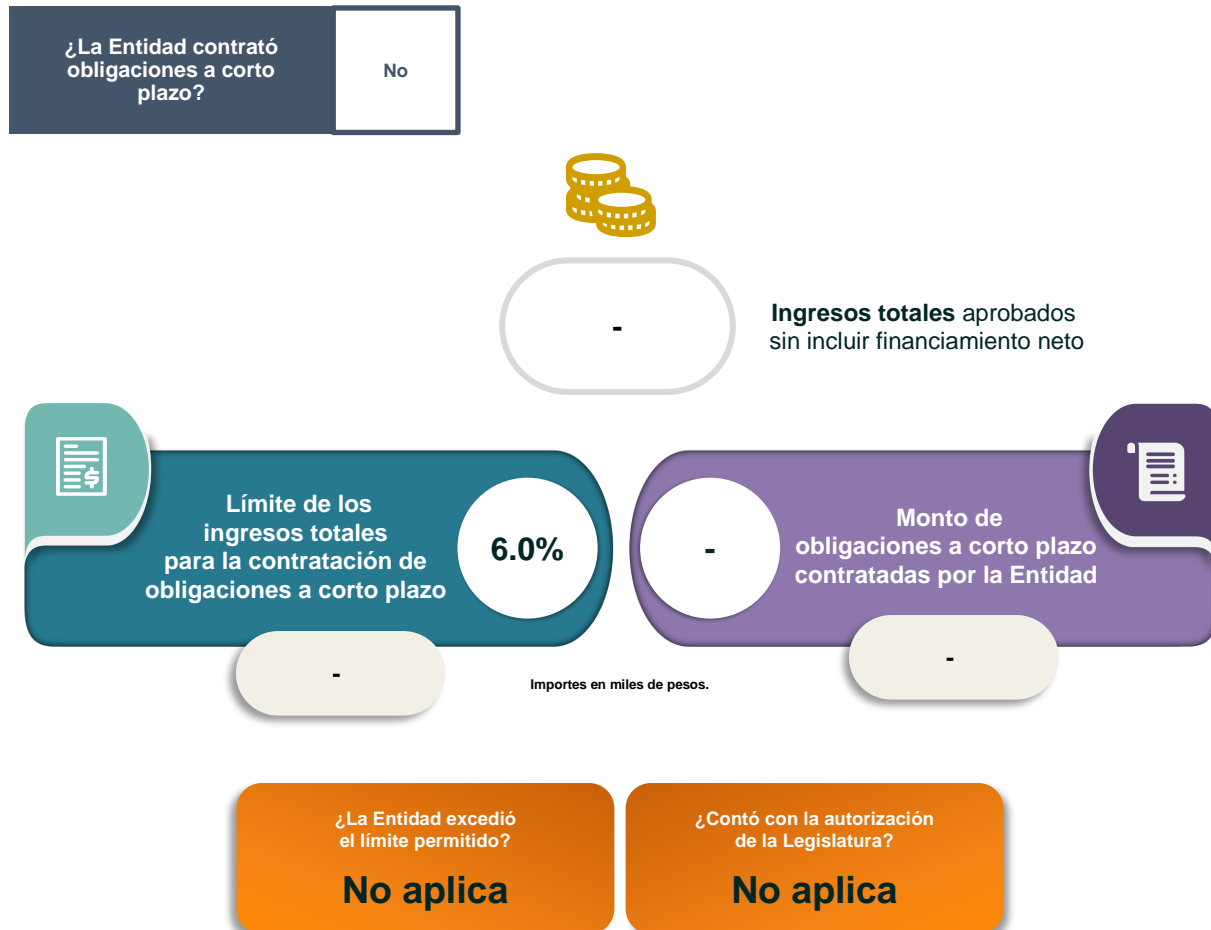 ¿La Entidad contrató
obligaciones a corto
plazo?
No
-
Ingresos totales aprobados
sin incluir financiamiento neto
Límite de los
ingresos totales
para la contratación de
obligaciones a corto plazo
6.0%
-
Monto de
obligaciones a corto plazo
contratadas por la Entidad
-
-
Importes en miles de pesos.
¿La Entidad excedió
el límite permitido?
No aplica
¿Contó con la autorización
de la Legislatura?
No aplica